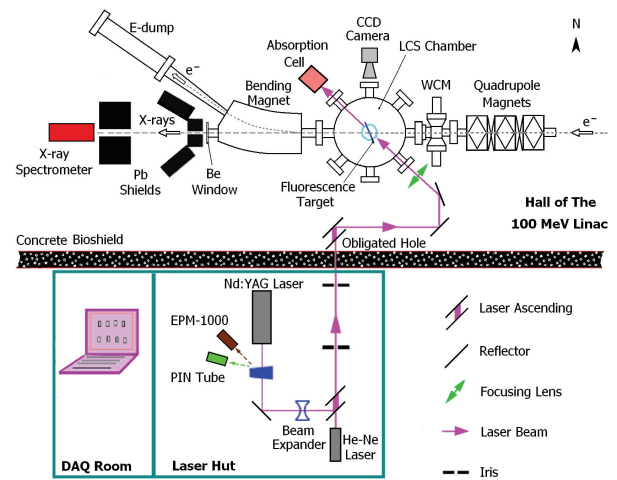 E-dump
e⁻
Absorption
Cell
CCD
Camera
LCS Chamber
N
Bending
Magnet
WCM
Quadrupole
Magnets
e⁻
X-rays
X-ray
Spectrometer
Pb
Shields
Be
Window
Fluorescence
Target
Hall of The
100 MeV Linac
Concrete Bioshield
Obligated Hole
Nd:YAG Laser
EPM-1000
PIN Tube
Beam
Expander
He-Ne
Laser
DAQ Room
Laser Hut
Laser Ascending
Reflector
Focusing Lens
Laser Beam
Iris